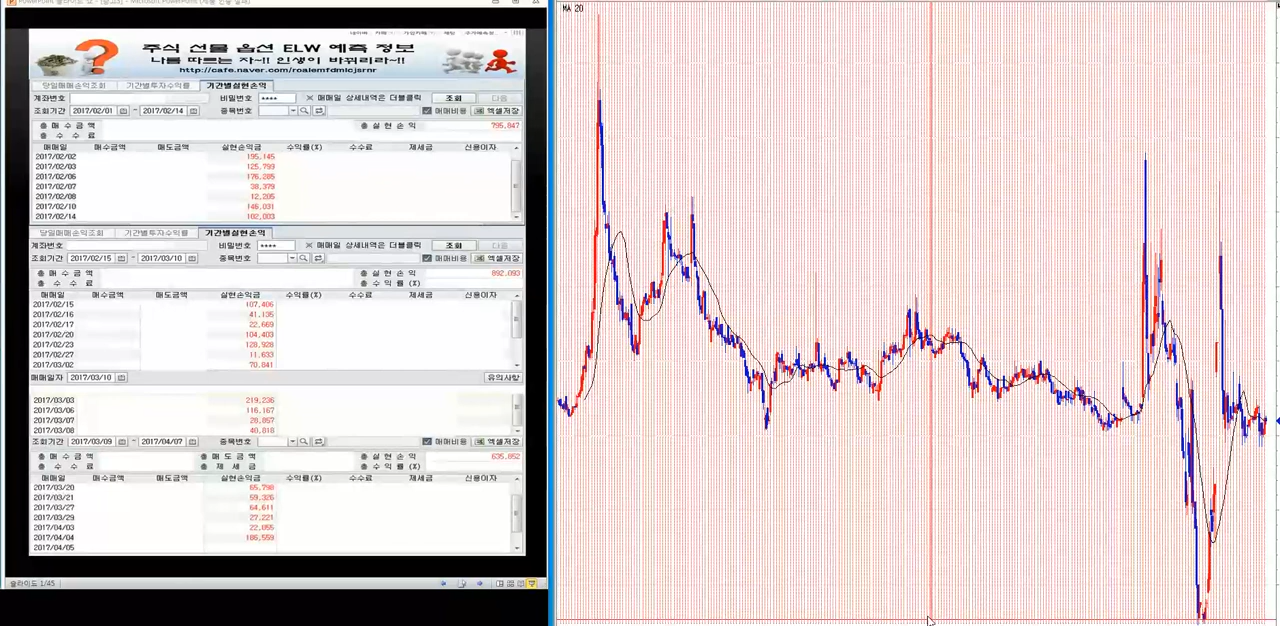 MA 20
주식 선물 옵션 ELW 예측 정보
나를 따르는 자~!! 인생이 바뀌리라~!!
http://cafe.naver.com/roalemfdmlcjsrnr
당일매매손익조회 기간별투자수익률 기간별실현손익
계좌번호 비밀번호 **** ※ 매매일 상세내역은 더블클릭 조회 다음
조회기간 2017/02/01 ~ 2017/02/14 종목번호 매매비용 엑셀저장
총 매 수 금 액 총 실 현 손 익 795,847
총 수 수 료
매매일 매수금액 매도금액 실현손익금 수익률(%) 수수료 제세금 신용이자
2017/02/02 195,145
2017/02/03 125,799
2017/02/06 176,285
2017/02/07 38,379
2017/02/08 12,205
2017/02/10 146,031
2017/02/14 102,003
당일매매손익조회 기간별투자수익률 기간별실현손익
계좌번호 비밀번호 **** ※ 매매일 상세내역은 더블클릭 조회 다음
조회기간 2017/02/15 ~ 2017/03/10 종목번호 매매비용 엑셀저장
총 매 수 금 액 총 실 현 손 익 892,093
총 수 수 료 총 수 익 률 (%)
매매일 매수금액 매도금액 실현손익금 수익률(%) 수수료 제세금 신용이자
2017/02/15 107,406
2017/02/16 41,135
2017/02/17 22,669
2017/02/20 104,403
2017/02/23 128,928
2017/02/27 11,633
2017/03/02 70,841
매매일자 2017/03/10 유의사항
2017/03/03 219,236
2017/03/06 116,167
2017/03/07 28,857
2017/03/08 40,818
조회기간 2017/03/09 ~ 2017/04/07 종목번호 매매비용 엑셀저장
총 매 수 금 액 총 매 도 금 액 총 실 현 손 익 635,852
총 수 수 료 총 제 세 금 총 수 익 률 (%)
매매일 매수금액 매도금액 실현손익금 수익률(%) 수수료 제세금 신용이자
2017/03/20 65,798
2017/03/21 59,326
2017/03/27 64,611
2017/03/29 27,221
2017/04/03 22,055
2017/04/04 186,559
2017/04/05
슬라이드 1/45